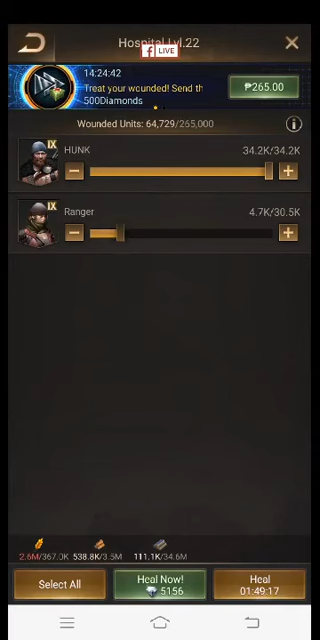 Hospital Lvl.22
LIVE
14:24:42
Treat your wounded! Send th
500Diamonds
₱265.00
Wounded Units: 64,729/265,000
IX
HUNK
34.2K/34.2K
IX
Ranger
4.7K/30.5K
2.6M/367.0K 538.8K/3.5M 111.1K/34.6M
Select All
Heal Now!
5156
Heal
01:49:17